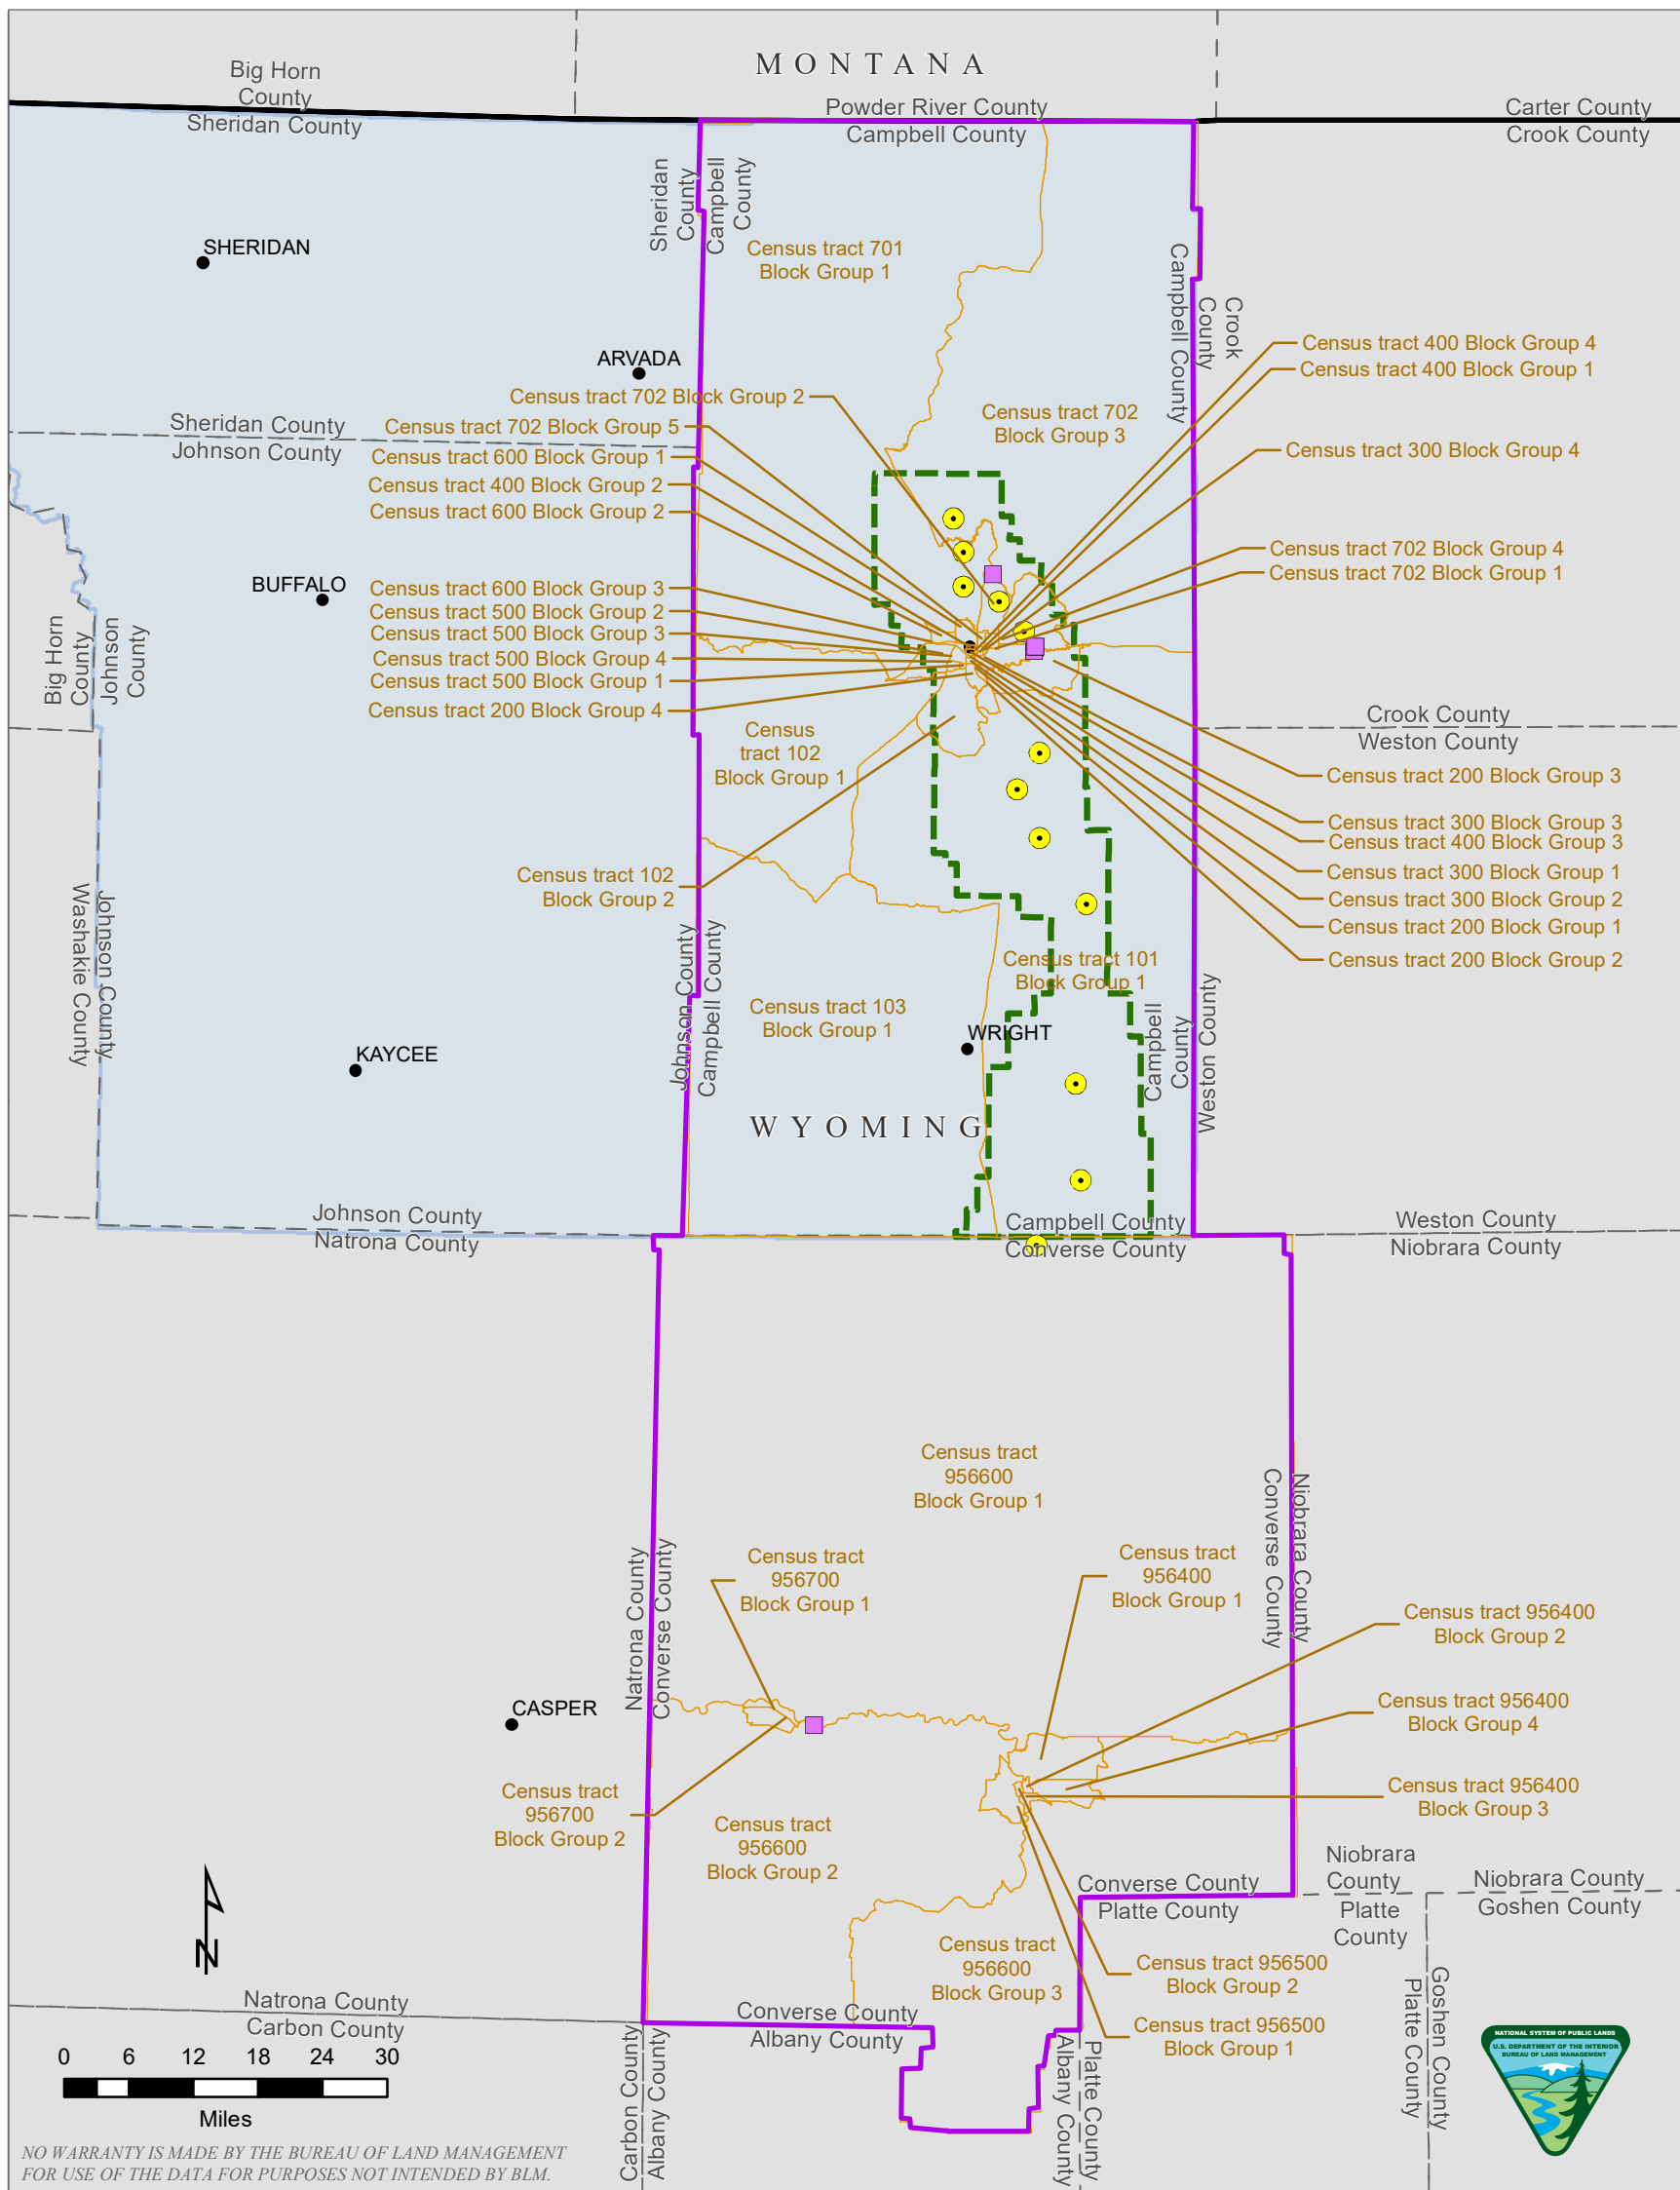 MONTANA
Big Horn
County
Sheridan County
Powder River County
Campbell County
Carter County
Crook County
Sheridan
County
Campbell
County
SHERIDAN
Census tract 701
Block Group 1
Campbell County
Crook
County
ARVADA
Census tract 400 Block Group 4
Census tract 400 Block Group 1
Census tract 702 Block Group 2
Census tract 702
Block Group 3
Sheridan County
Johnson County
Census tract 702 Block Group 5
Census tract 600 Block Group 1
Census tract 400 Block Group 2
Census tract 600 Block Group 2
Census tract 300 Block Group 4
Census tract 702 Block Group 4
Census tract 702 Block Group 1
BUFFALO
Census tract 600 Block Group 3
Census tract 500 Block Group 2
Census tract 500 Block Group 3
Census tract 500 Block Group 4
Census tract 500 Block Group 1
Census tract 200 Block Group 4
Big Horn
County
Johnson
County
Crook County
Weston County
Census
tract 102
Block Group 1
Census tract 200 Block Group 3
Census tract 300 Block Group 3
Census tract 400 Block Group 3
Census tract 300 Block Group 1
Census tract 300 Block Group 2
Census tract 200 Block Group 1
Census tract 200 Block Group 2
Census tract 102
Block Group 2
Washakie County
Johnson County
Johnson County
Campbell County
Census tract 101
Block Group 1
Census tract 103
Block Group 1
WRIGHT
Campbell
County
Weston County
KAYCEE
WYOMING
Johnson County
Natrona County
Campbell County
Converse County
Weston County
Niobrara County
Census tract
956600
Block Group 1
Converse County
Niobrara County
Natrona County
Converse County
Census tract
956700
Block Group 1
Census tract
956400
Block Group 1
Census tract 956400
Block Group 2
CASPER
Census tract 956400
Block Group 4
Census tract
956700
Block Group 2
Census tract 956400
Block Group 3
Census tract
956600
Block Group 2
Niobrara
County
Platte
County
Niobrara County
Goshen County
Converse County
Platte County
Census tract
956600
Block Group 3
Census tract 956500
Block Group 2
Census tract 956500
Block Group 1
N
Natrona County
Carbon County
Converse County
Albany County
Carbon County
Albany County
Albany County
Platte County
Platte County
Goshen County
0 6 12 18 24 30
Miles
NATIONAL SYSTEM OF PUBLIC LANDS
U.S. DEPARTMENT OF THE INTERIOR
BUREAU OF LAND MANAGEMENT
NO WARRANTY IS MADE BY THE BUREAU OF LAND MANAGEMENT
FOR USE OF THE DATA FOR PURPOSES NOT INTENDED BY BLM.